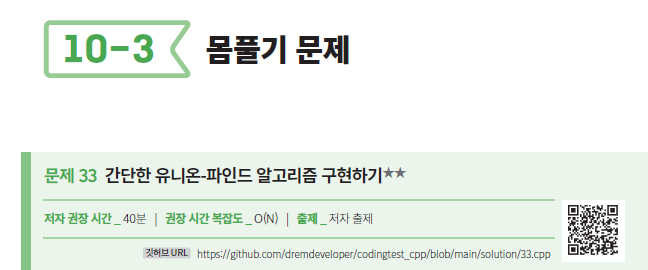 10-3 몸풀기 문제
문제 33 간단한 유니온-파인드 알고리즘 구현하기★★
저자 권장 시간 _ 40분 | 권장 시간 복잡도 _ O(N) | 출제 _ 저자 출제
깃허브 URL https://github.com/dremdeveloper/codingtest_cpp/blob/main/solution/33.cpp